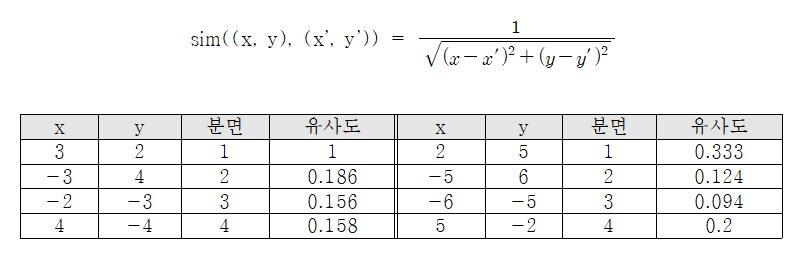 sim((x, y), (x', y')) = 1 / √((x−x′)²+(y−y′)²)
x y 분면 유사도 x y 분면 유사도
3 2 1 1 2 5 1 0.333
−3 4 2 0.186 −5 6 2 0.124
−2 −3 3 0.156 −6 −5 3 0.094
4 −4 4 0.158 5 −2 4 0.2